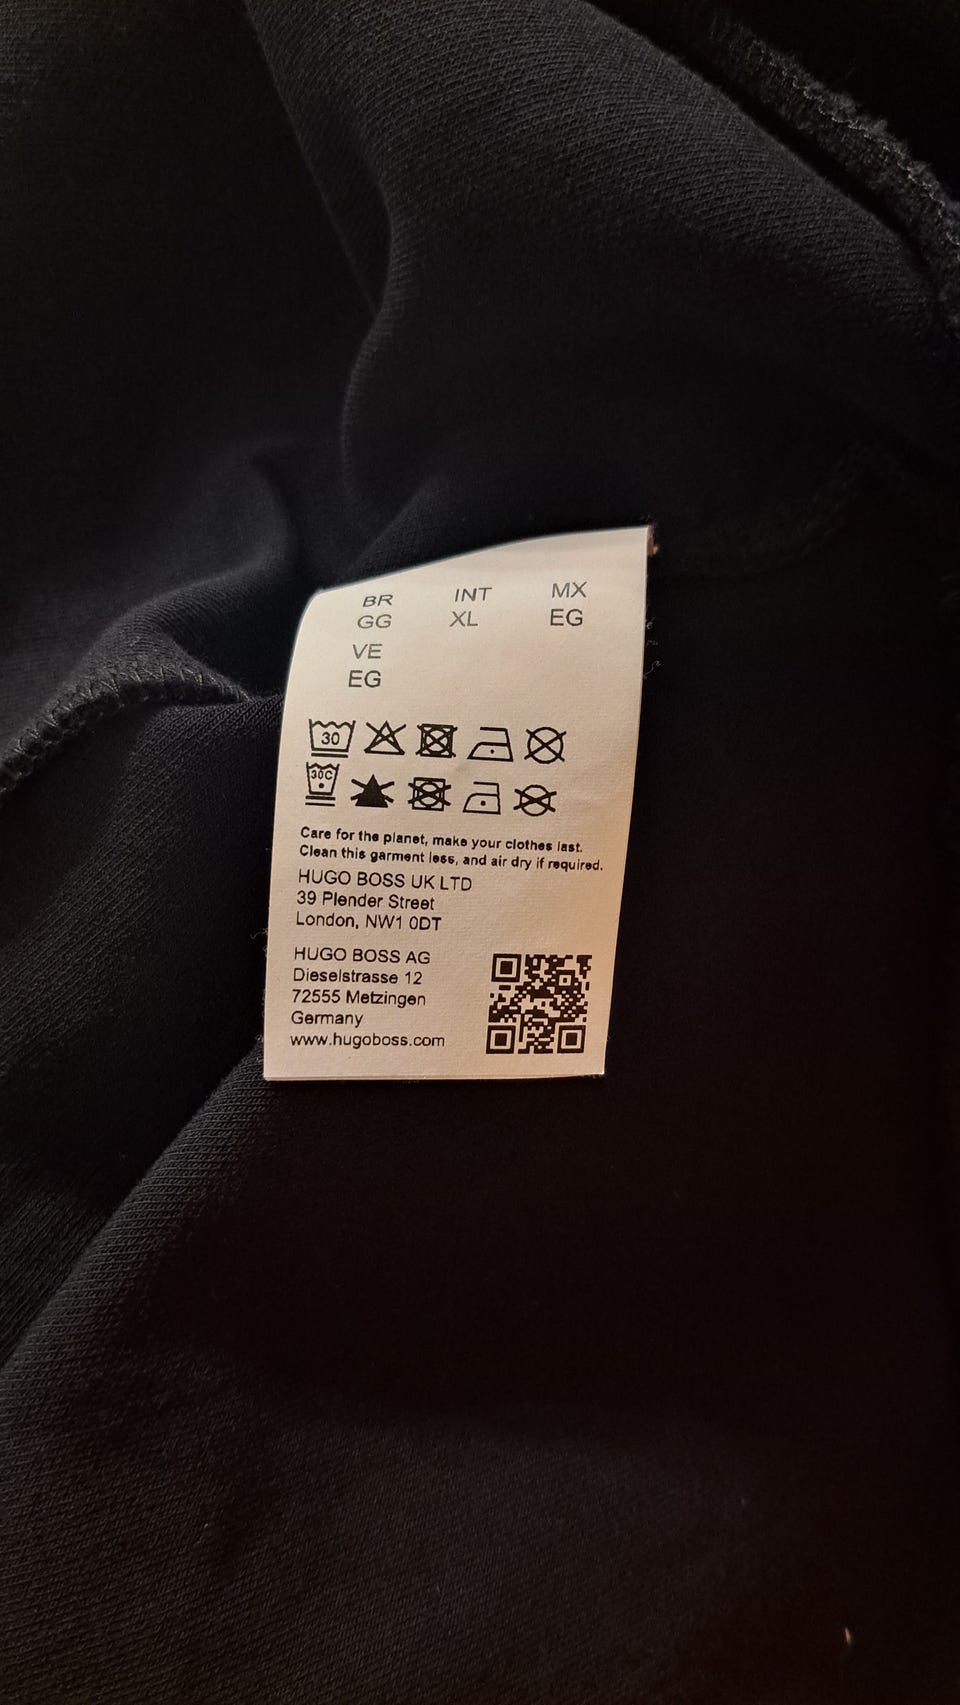 BR INT MX
GG XL EG
VE
EG
30
30C
Care for the planet, make your clothes last.
Clean this garment less, and air dry if required.
HUGO BOSS UK LTD
39 Plender Street
London, NW1 0DT
HUGO BOSS AG
Dieselstrasse 12
72555 Metzingen
Germany
www.hugoboss.com